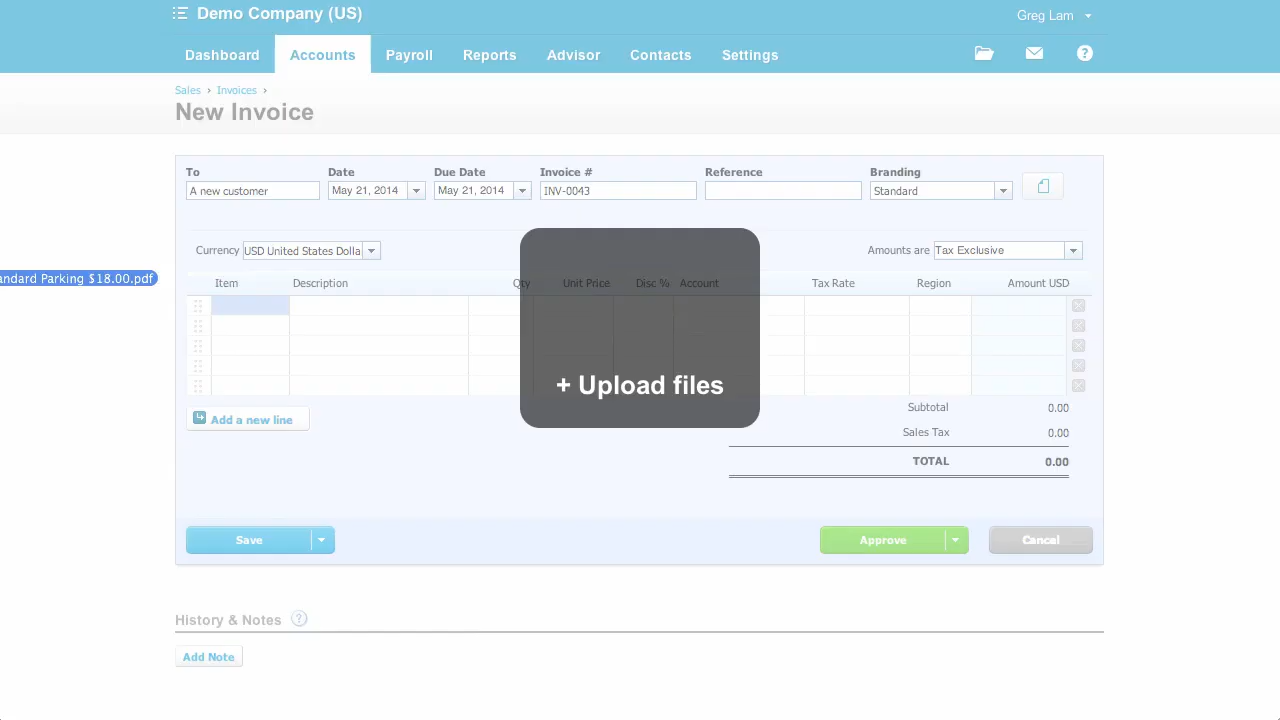 Demo Company (US)
Greg Lam
Dashboard Accounts Payroll Reports Advisor Contacts Settings
Sales › Invoices ›
New Invoice
To Date Due Date Invoice # Reference Branding
A new customer May 21, 2014 May 21, 2014 INV-0043 Standard
Currency USD United States Dolla Amounts are Tax Exclusive
andard Parking $18.00.pdf
Item Description Qty Unit Price Disc % Account Tax Rate Region Amount USD
+ Upload files
Add a new line
Subtotal 0.00
Sales Tax 0.00
TOTAL 0.00
Save Approve Cancel
History & Notes ?
Add Note